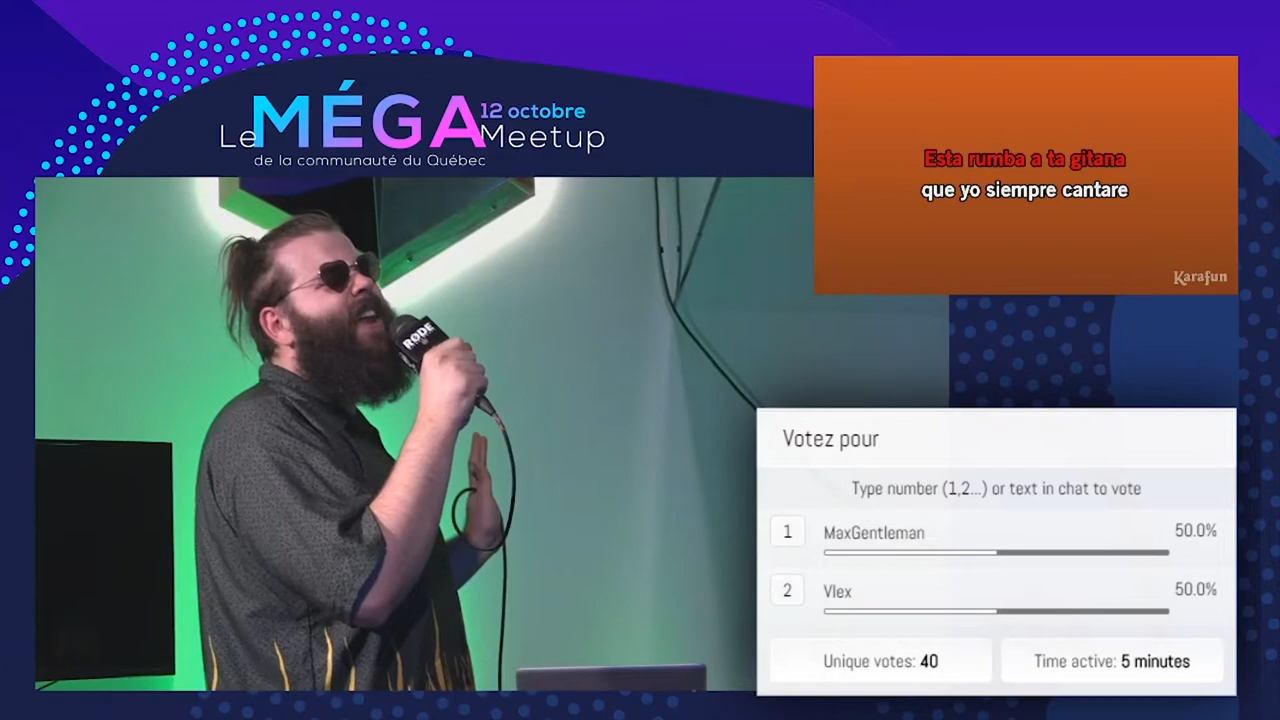 12 octobre
Le MÉGA Meetup
de la communauté du Québec
Esta rumba a ta gitana
que yo siempre cantare
Karafun
RØDE
Votez pour
Type number (1,2...) or text in chat to vote
1 MaxGentleman 50.0%
2 Vlex 50.0%
Unique votes: 40 Time active: 5 minutes